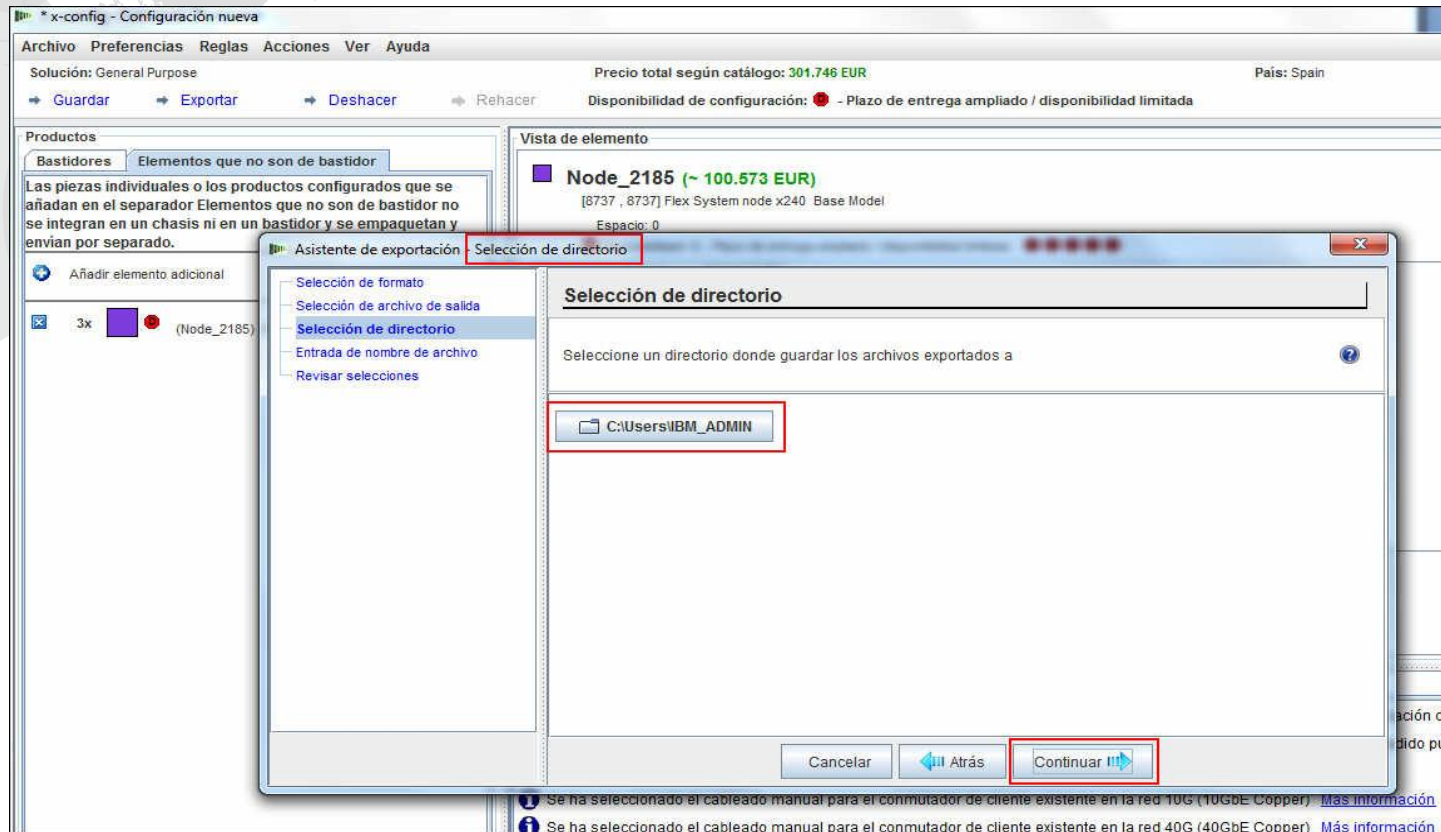 * x-config - Configuración nueva
Archivo Preferencias Reglas Acciones Ver Ayuda
Solución: General Purpose
Precio total según catálogo: 301.746 EUR
País: Spain
Guardar
Exportar
Deshacer
Rehacer
Disponibilidad de configuración: - Plazo de entrega ampliado / disponibilidad limitada
Productos
Bastidores
Elementos que no son de bastidor
Las piezas individuales o los productos configurados que se
añadan en el separador Elementos que no son de bastidor no
se integran en un chasis ni en un bastidor y se empaquetan y
envían por separado.
Añadir elemento adicional
3x
(Node_2185)
Vista de elemento
Node_2185 (~ 100.573 EUR)
[8737 , 8737] Flex System node x240 Base Model
Espacio: 0
Asistente de exportación - Selección de directorio
x
Selección de formato
Selección de archivo de salida
Selección de directorio
Entrada de nombre de archivo
Revisar selecciones
Selección de directorio
Seleccione un directorio donde guardar los archivos exportados a
?
C:\Users\IBM_ADMIN
Cancelar
Atrás
Continuar
Se ha seleccionado el cableado manual para el conmutador de cliente existente en la red 10G (10GbE Copper) Más información
Se ha seleccionado el cableado manual para el conmutador de cliente existente en la red 40G (40GbE Copper) Más información